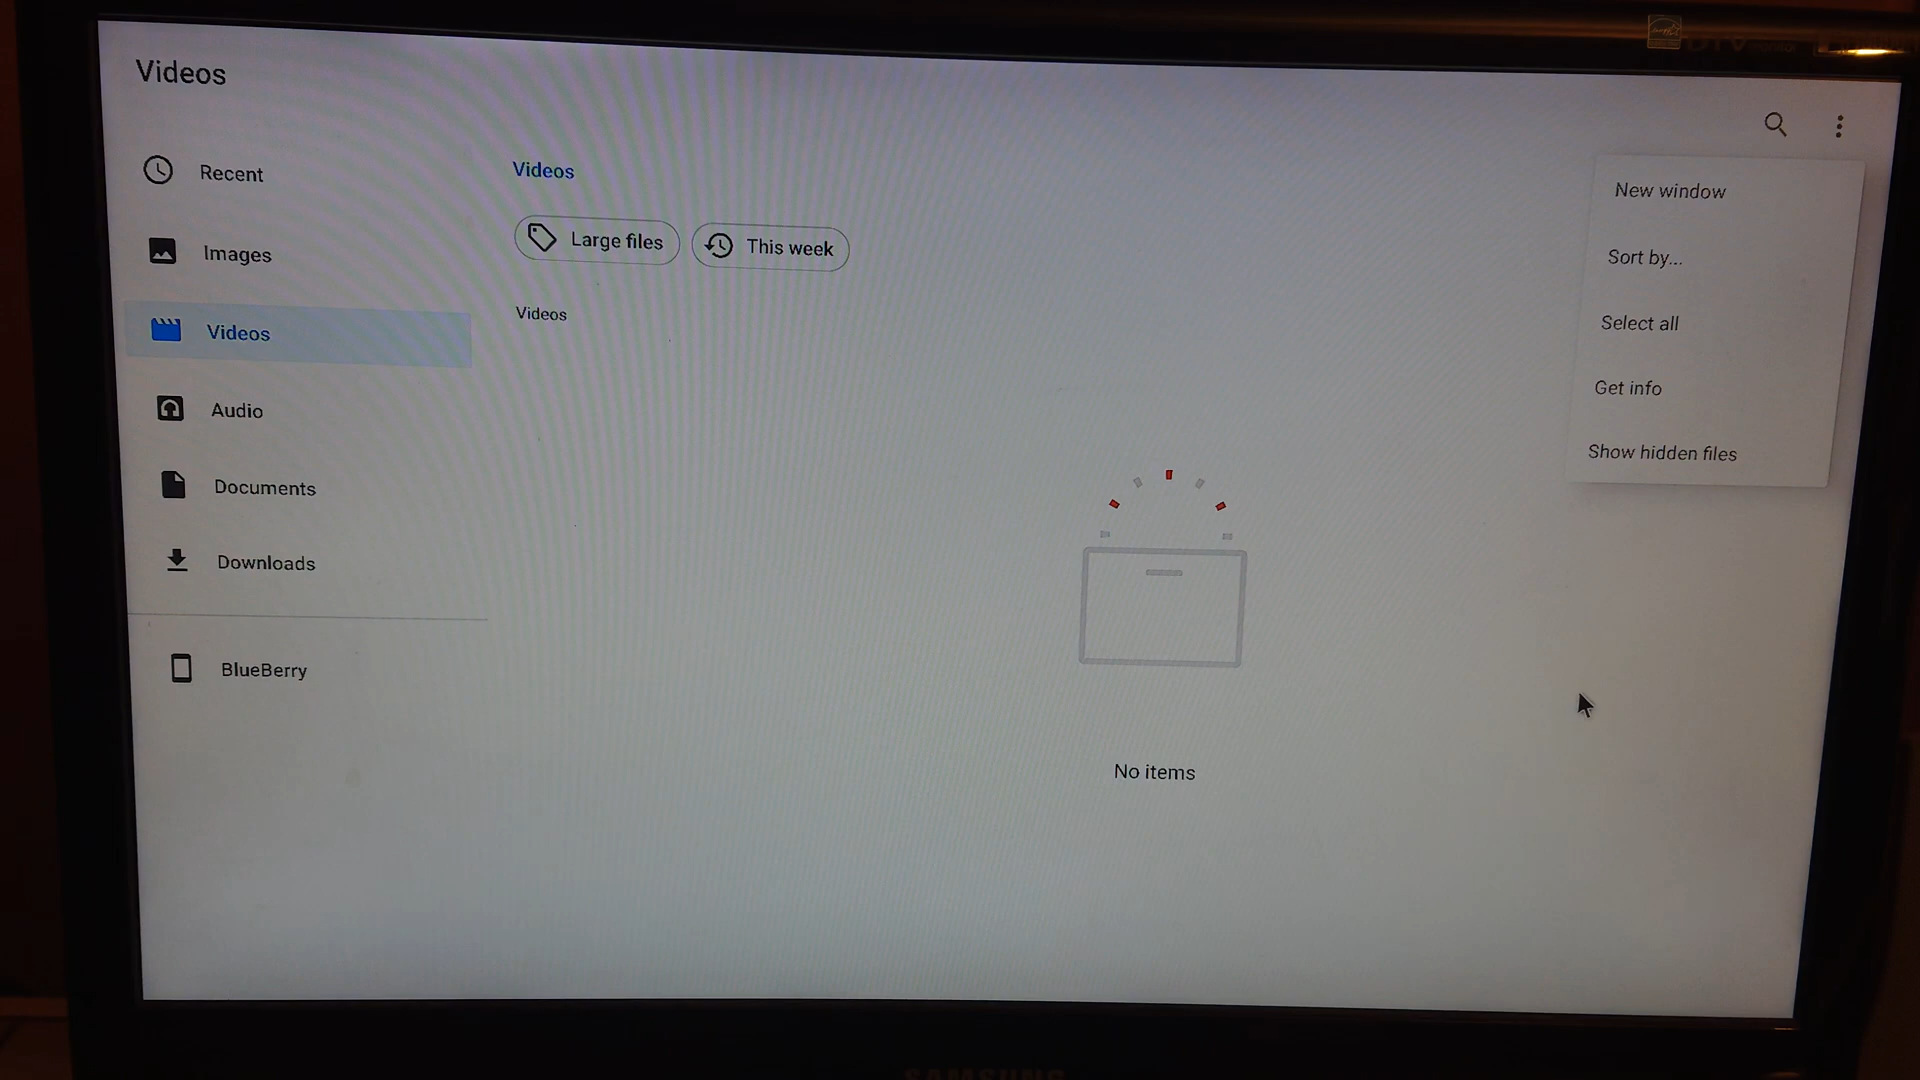 Videos
Recent
Images
Videos
Audio
Documents
Downloads
BlueBerry
Videos
Large files
This week
Videos
No items
New window
Sort by...
Select all
Get info
Show hidden files
SAMSUNG